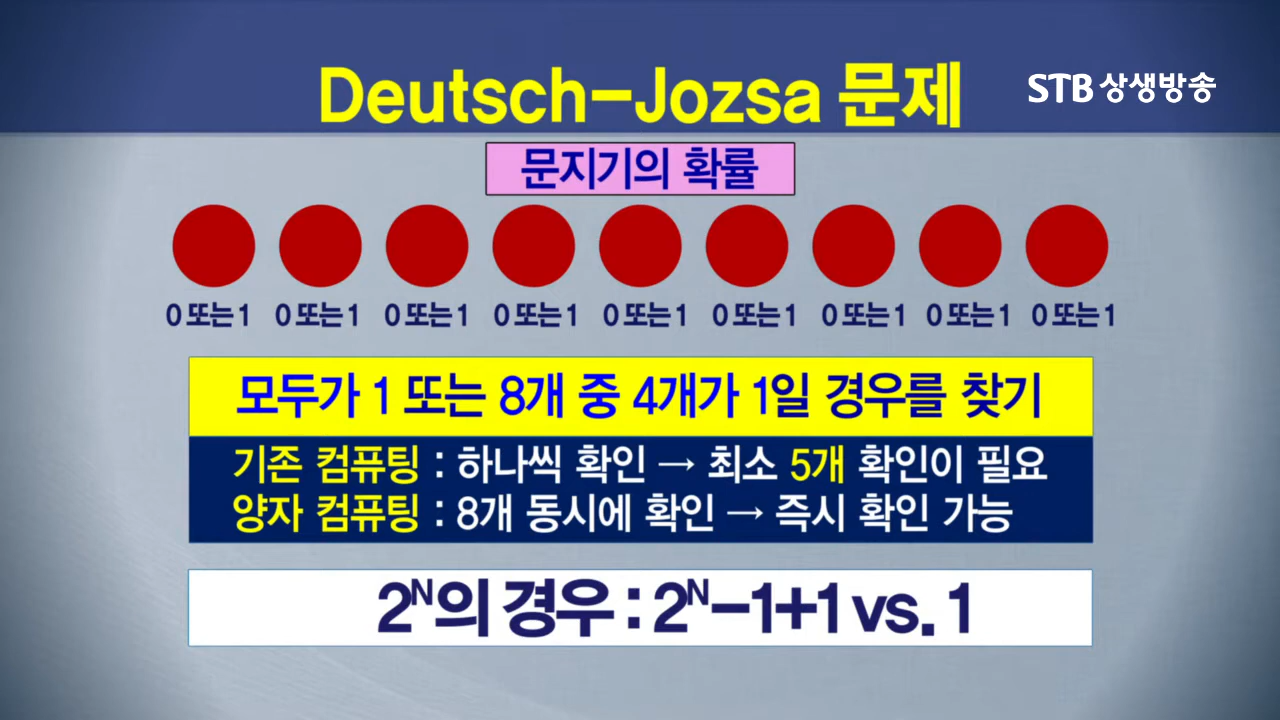 Deutsch-Jozsa 문제
STB 상생방송
문지기의 확률
0 또는 1 0 또는 1 0 또는 1 0 또는 1 0 또는 1 0 또는 1 0 또는 1 0 또는 1 0 또는 1
모두가 1 또는 8개 중 4개가 1일 경우를 찾기
기존 컴퓨팅 : 하나씩 확인 → 최소 5개 확인이 필요
양자 컴퓨팅 : 8개 동시에 확인 → 즉시 확인 가능
2ᴺ의 경우 : 2ᴺ-1+1 vs. 1